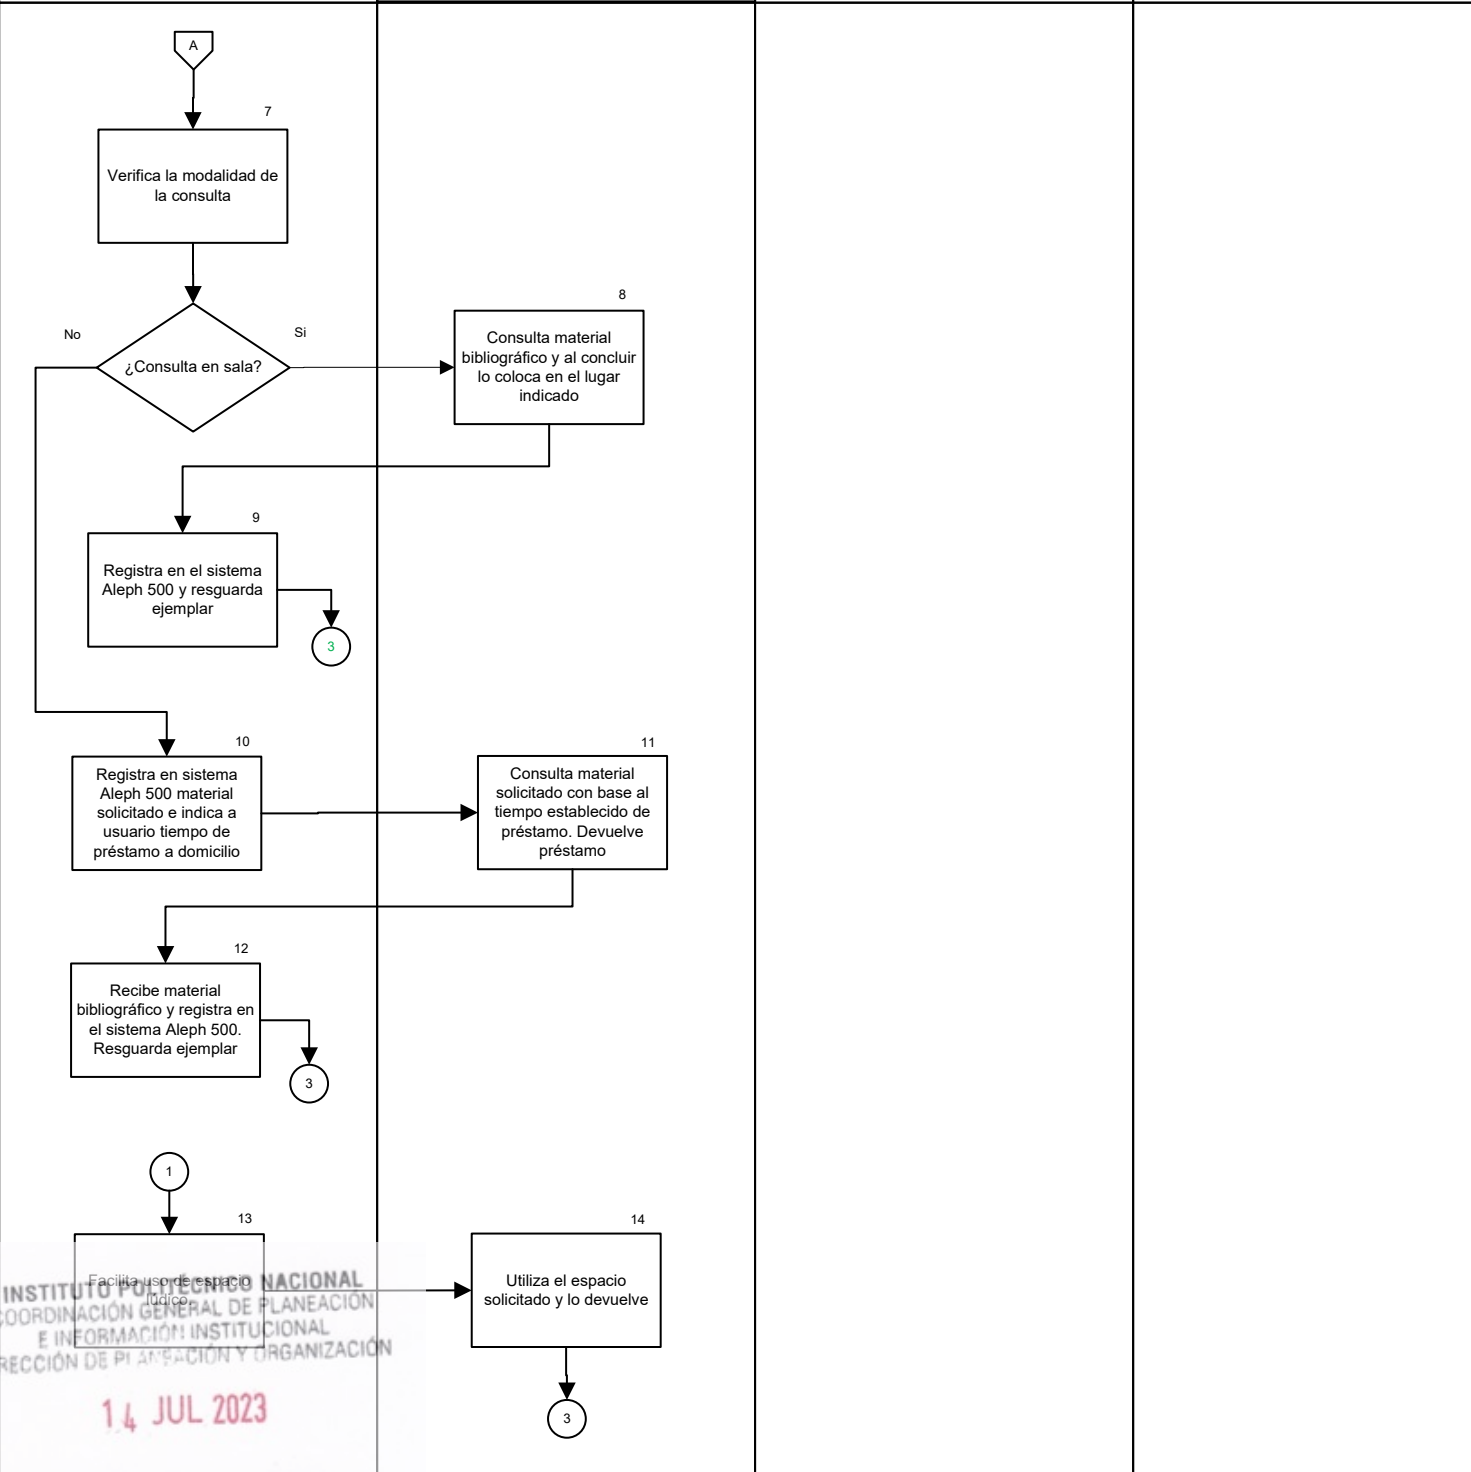 A
7
Verifica la modalidad de
la consulta
No
Si
¿Consulta en sala?
8
Consulta material
bibliográfico y al concluir
lo coloca en el lugar
indicado
9
Registra en el sistema
Aleph 500 y resguarda
ejemplar
3
10
Registra en sistema
Aleph 500 material
solicitado e indica a
usuario tiempo de
préstamo a domicilio
11
Consulta material
solicitado con base al
tiempo establecido de
préstamo. Devuelve
préstamo
12
Recibe material
bibliográfico y registra en
el sistema Aleph 500.
Resguarda ejemplar
3
1
13
Facilita uso de espacio
lúdico.
14
Utiliza el espacio
solicitado y lo devuelve
3
INSTITUTO POLITÉCNICO NACIONAL
COORDINACIÓN GENERAL DE PLANEACIÓN
E INFORMACIÓN INSTITUCIONAL
RECCIÓN DE PLANEACIÓN Y ORGANIZACIÓN
14 JUL 2023